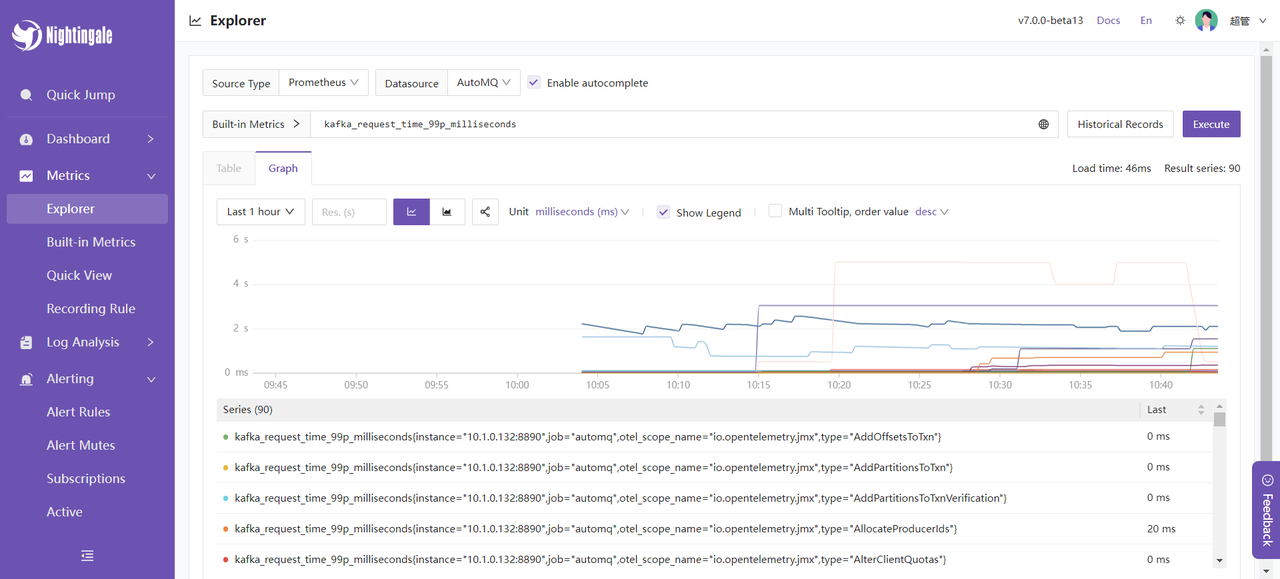 Nightingale
Explorer
v7.0.0-beta13 Docs En 超管
Quick Jump
Dashboard
Metrics
Explorer
Built-in Metrics
Quick View
Recording Rule
Log Analysis
Alerting
Alert Rules
Alert Mutes
Subscriptions
Active
Source Type Prometheus Datasource AutoMQ Enable autocomplete
Built-in Metrics kafka_request_time_99p_milliseconds Historical Records Execute
Table Graph Load time: 46ms Result series: 90
Last 1 hour Res. (s) Unit milliseconds (ms) Show Legend Multi Tooltip, order value desc
6 s
4 s
2 s
0 ms
09:45 09:50 09:55 10:00 10:05 10:10 10:15 10:20 10:25 10:30 10:35 10:40
Series (90) Last
kafka_request_time_99p_milliseconds{instance="10.1.0.132:8890",job="automq",otel_scope_name="io.opentelemetry.jmx",type="AddOffsetsToTxn"} 0 ms
kafka_request_time_99p_milliseconds{instance="10.1.0.132:8890",job="automq",otel_scope_name="io.opentelemetry.jmx",type="AddPartitionsToTxn"} 0 ms
kafka_request_time_99p_milliseconds{instance="10.1.0.132:8890",job="automq",otel_scope_name="io.opentelemetry.jmx",type="AddPartitionsToTxnVerification"} 0 ms
kafka_request_time_99p_milliseconds{instance="10.1.0.132:8890",job="automq",otel_scope_name="io.opentelemetry.jmx",type="AllocateProducerIds"} 20 ms
kafka_request_time_99p_milliseconds{instance="10.1.0.132:8890",job="automq",otel_scope_name="io.opentelemetry.jmx",type="AlterClientQuotas"} 0 ms
Feedback